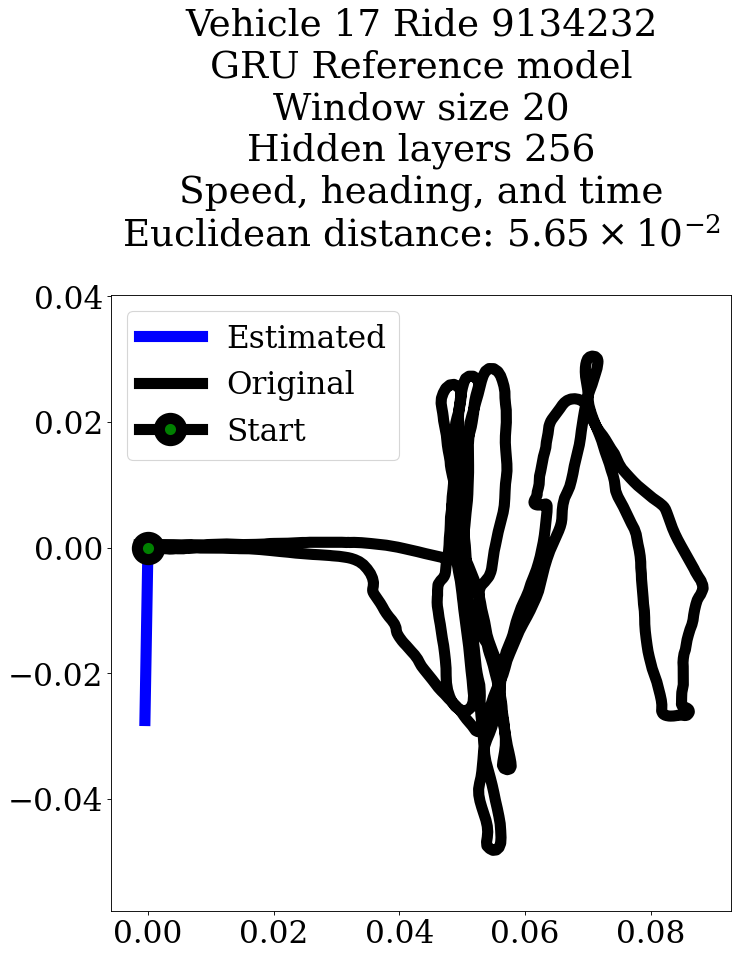 Vehicle 17 Ride 9134232
GRU Reference model
Window size 20
Hidden layers 256
Speed, heading, and time
Euclidean distance: 5.65 × 10⁻²
0.04
0.02
0.00
−0.02
−0.04
Estimated
Original
Start
0.00 0.02 0.04 0.06 0.08